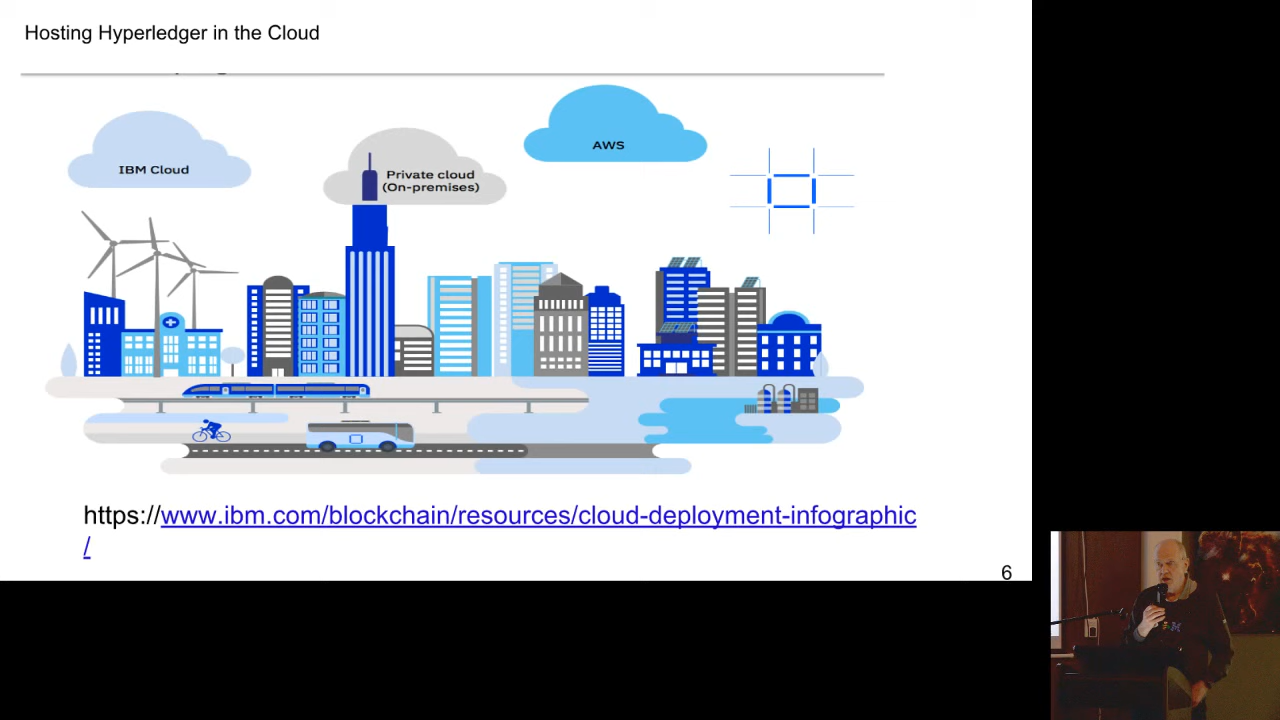 Hosting Hyperledger in the Cloud
IBM Cloud
Private cloud
(On-premises)
AWS
https://www.ibm.com/blockchain/resources/cloud-deployment-infographic
/
6